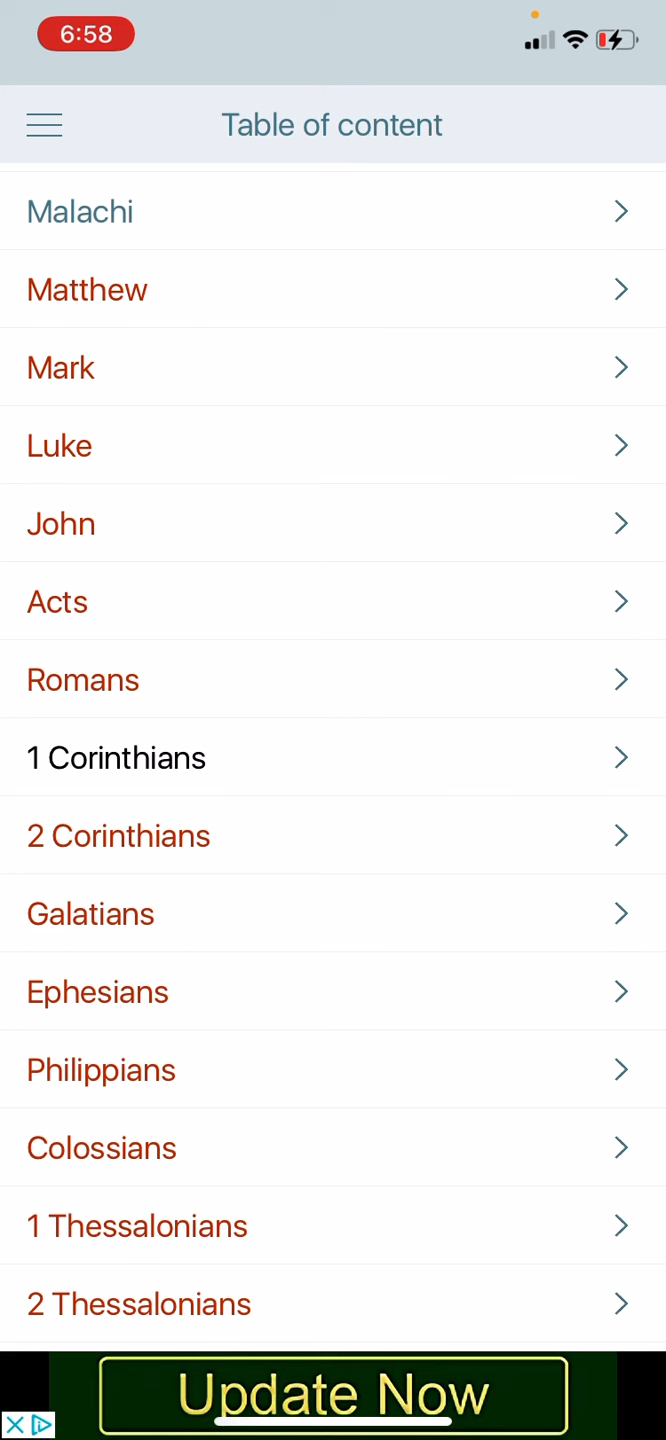 6:58
Table of content
Malachi
Matthew
Mark
Luke
John
Acts
Romans
1 Corinthians
2 Corinthians
Galatians
Ephesians
Philippians
Colossians
1 Thessalonians
2 Thessalonians
Update Now